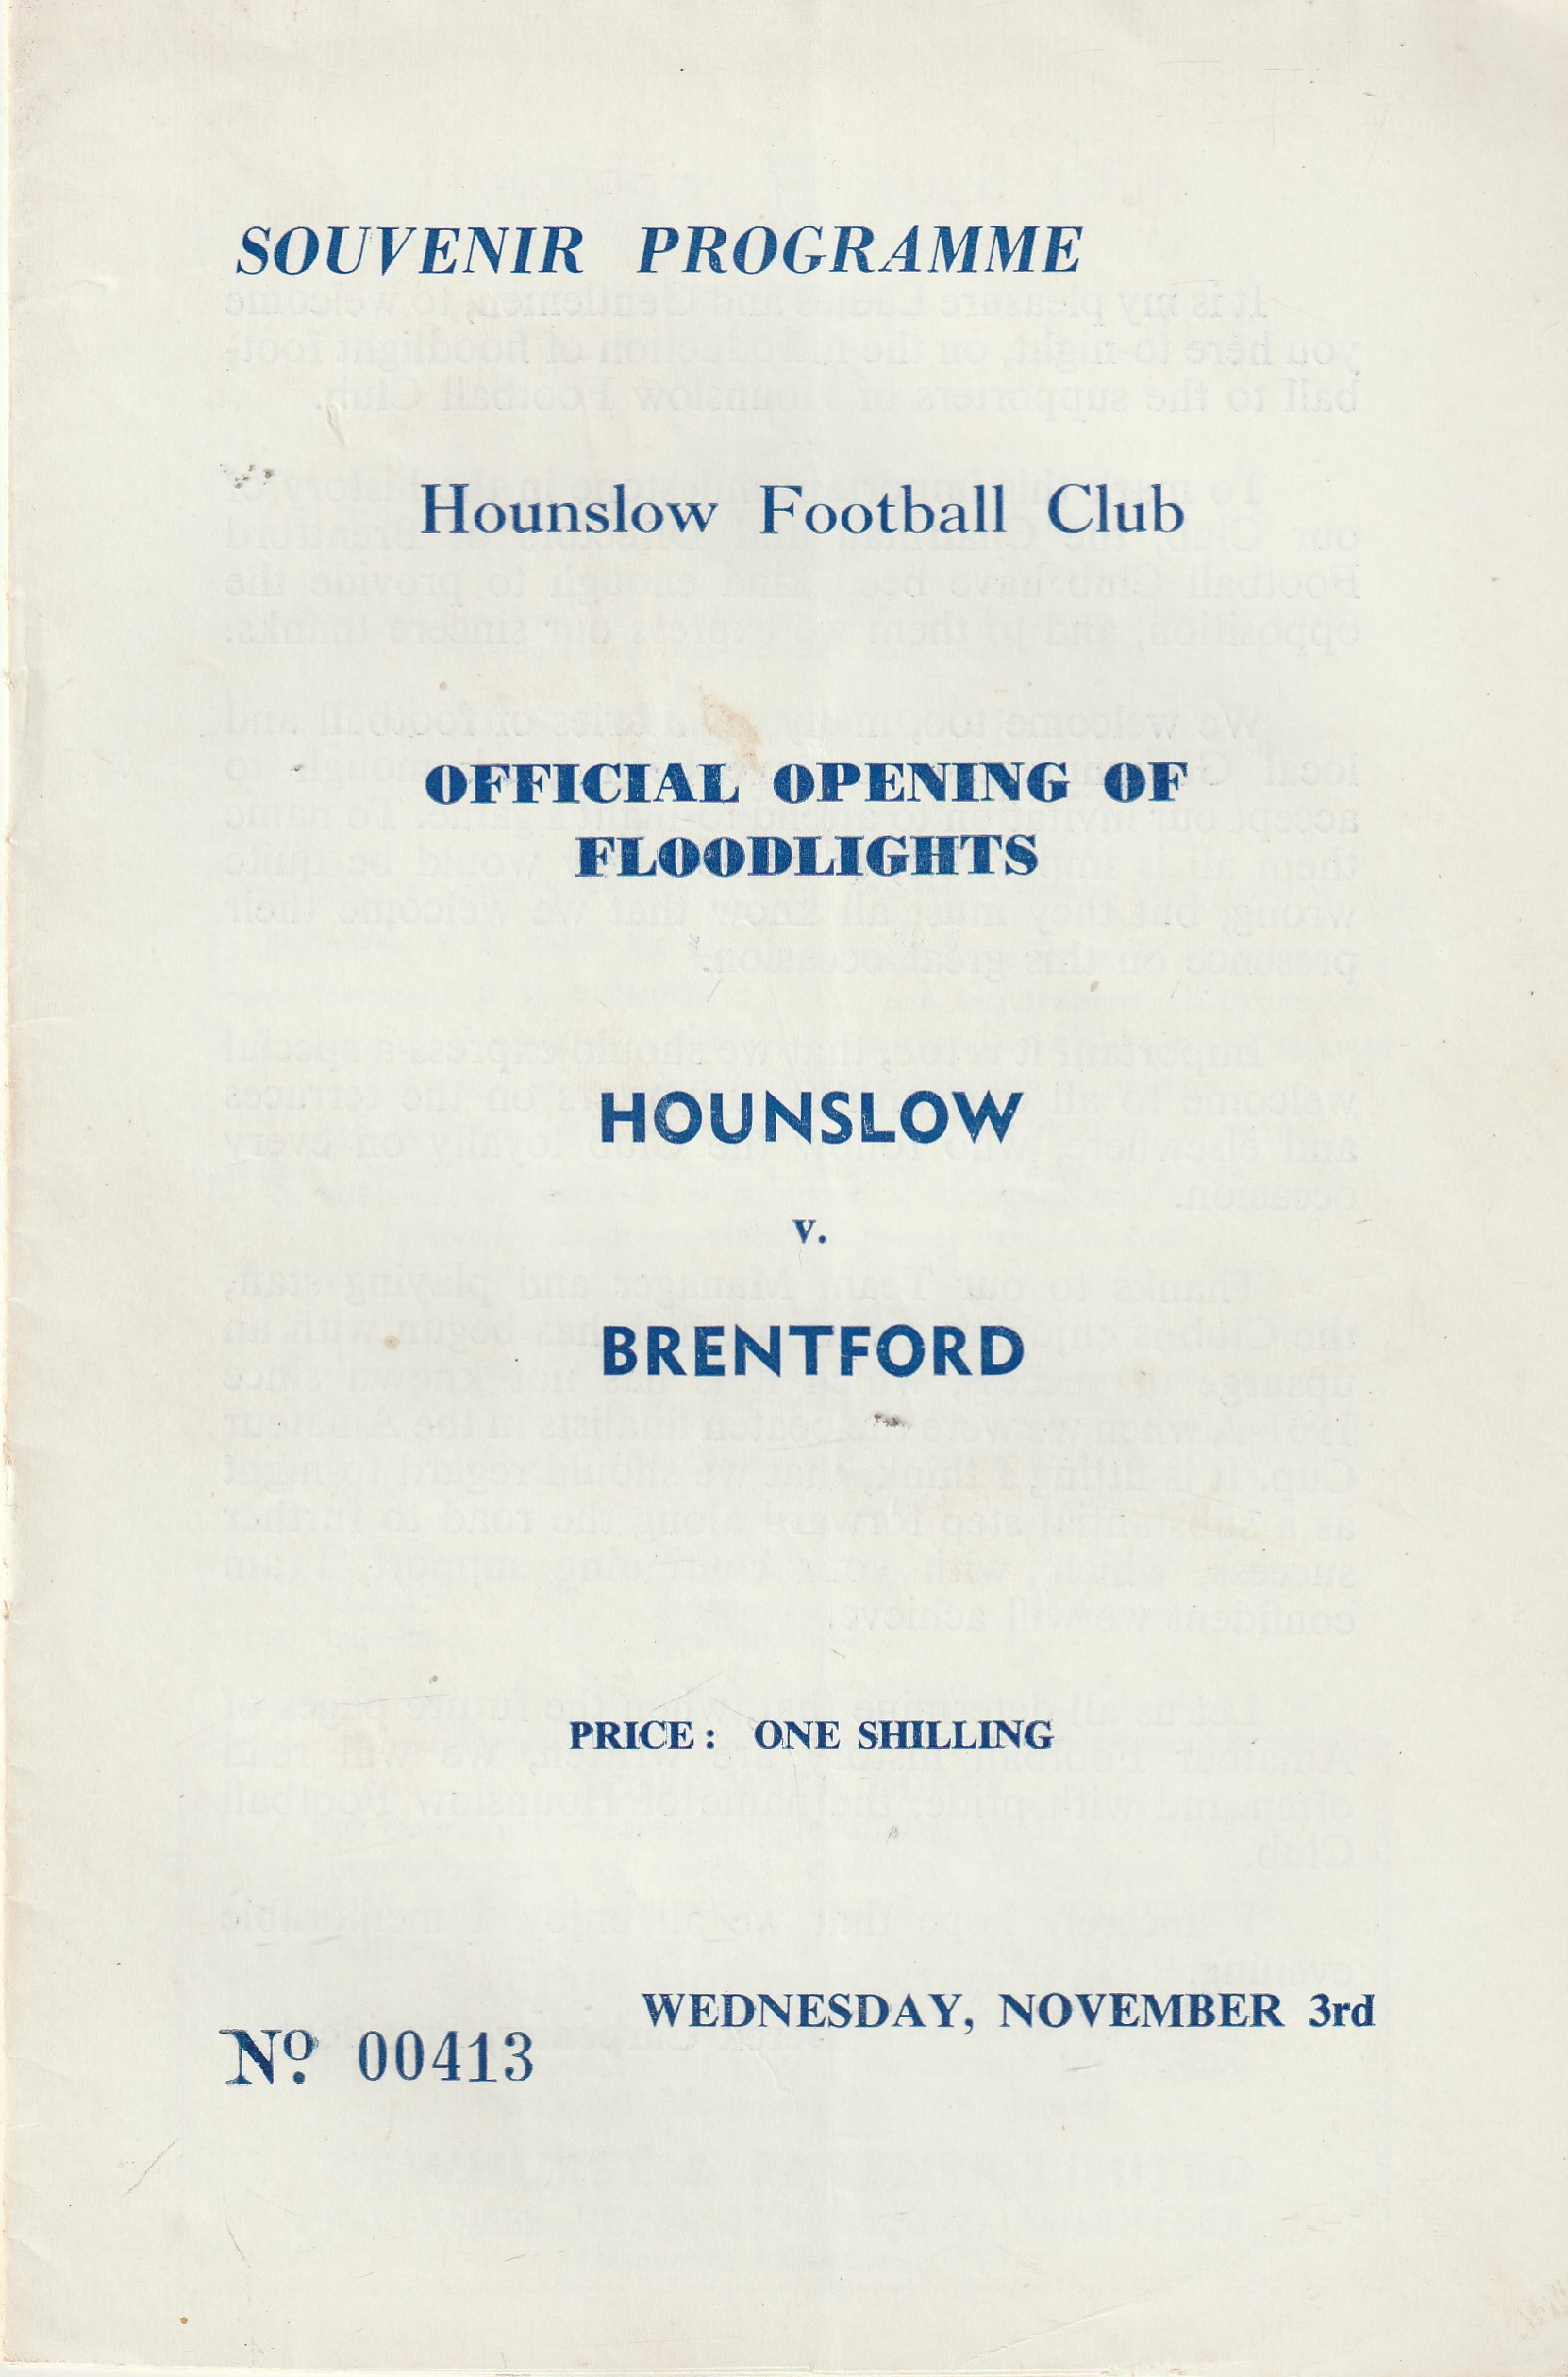 SOUVENIR PROGRAMME
Hounslow Football Club
OFFICIAL OPENING OF
FLOODLIGHTS
HOUNSLOW
v.
BRENTFORD
PRICE : ONE SHILLING
WEDNESDAY, NOVEMBER 3rd
Nº. 00413